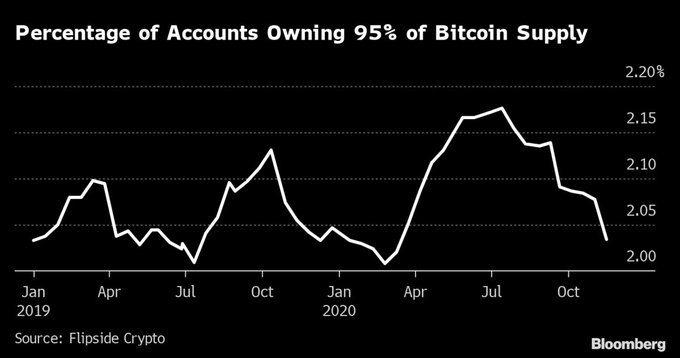 Percentage of Accounts Owning 95% of Bitcoin Supply
2.20%
2.15
2.10
2.05
2.00
Jan Apr Jul Oct Jan Apr Jul Oct
2019 2020
Source: Flipside Crypto
Bloomberg